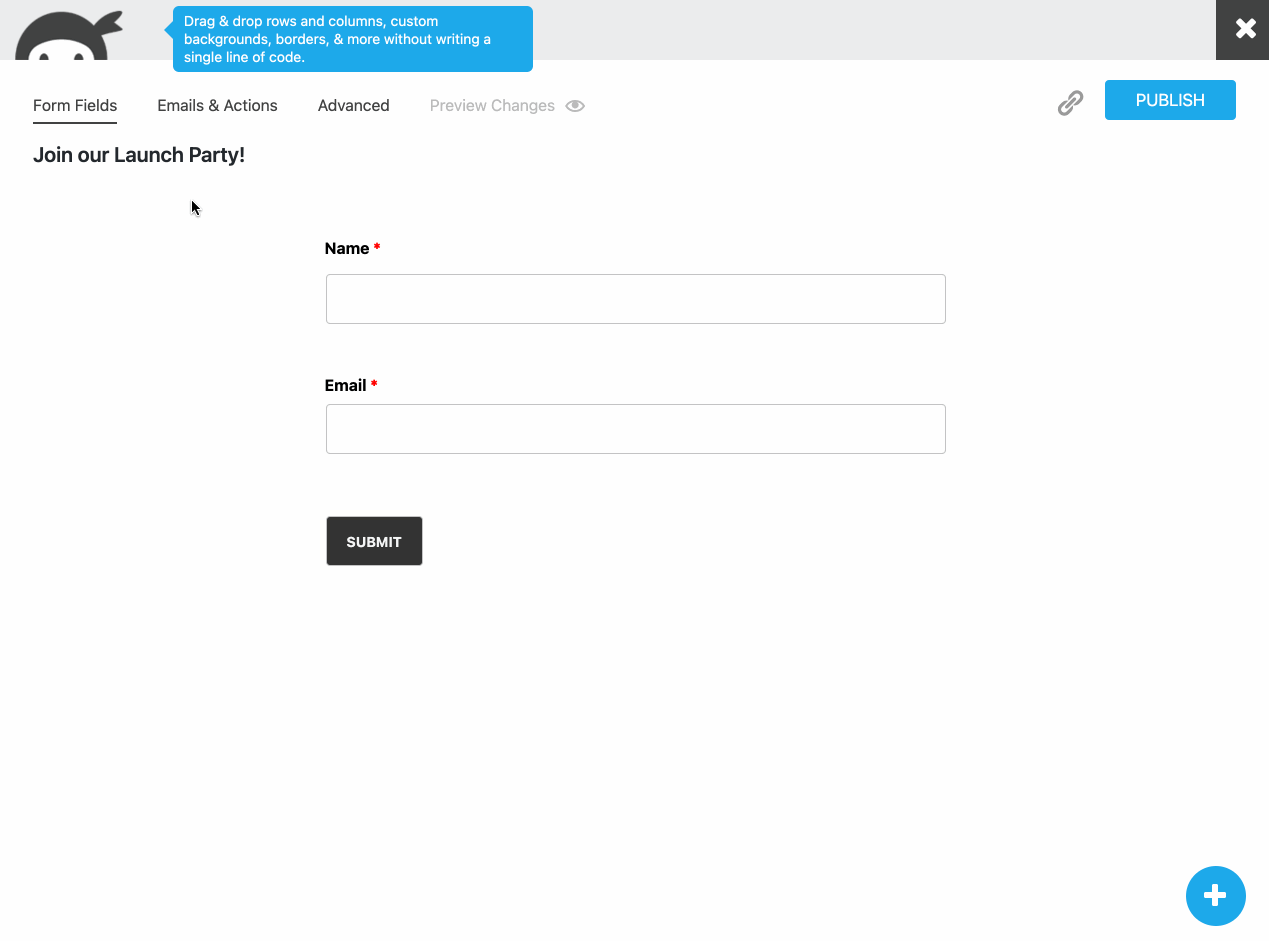 Drag & drop rows and columns, custom
backgrounds, borders, & more without writing a
single line of code.
Form Fields Emails & Actions Advanced Preview Changes PUBLISH
Join our Launch Party!
Name *
Email *
SUBMIT